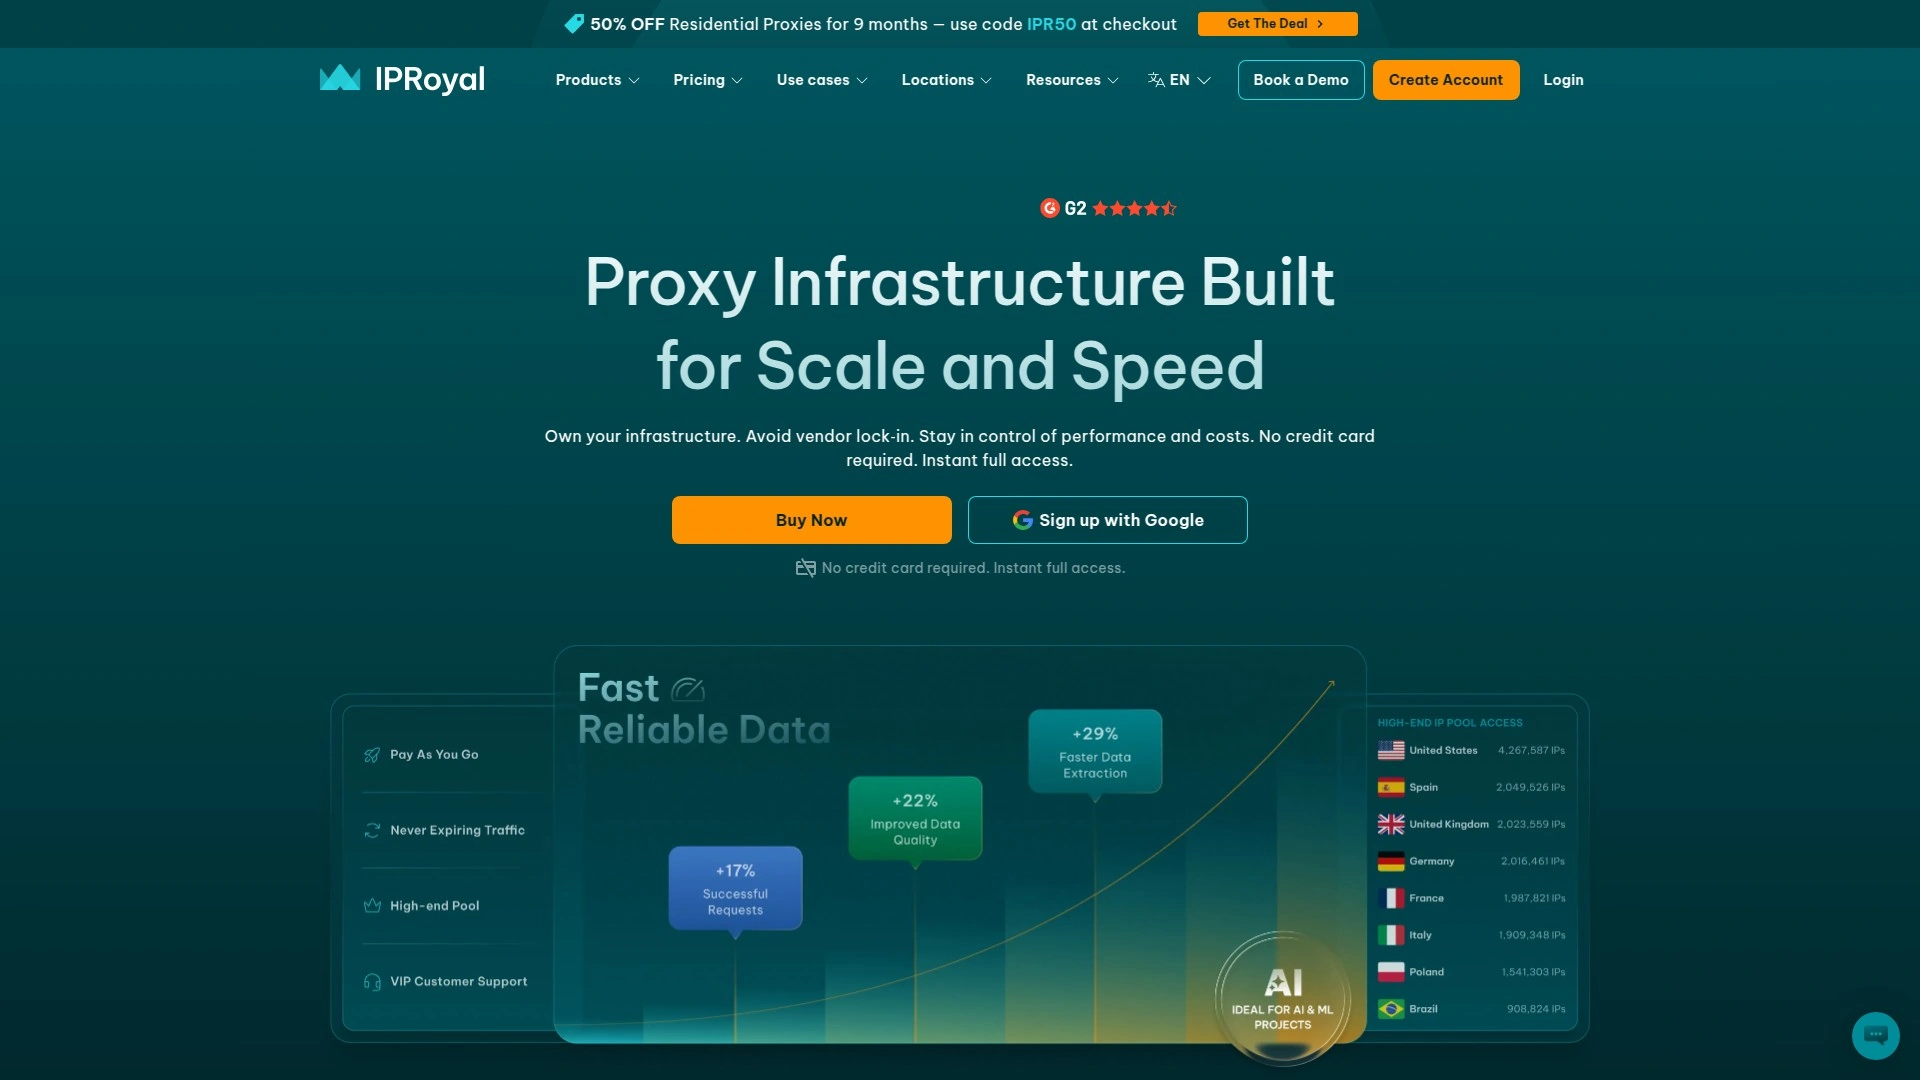 50% OFF Residential Proxies for 9 months — use code IPR50 at checkout
Get The Deal
IPRoyal
Products
Pricing
Use cases
Locations
Resources
EN
Book a Demo
Create Account
Login
G2
Proxy Infrastructure Built
for Scale and Speed
Own your infrastructure. Avoid vendor lock-in. Stay in control of performance and costs. No credit card
required. Instant full access.
Buy Now
Sign up with Google
No credit card required. Instant full access.
Pay As You Go
Never Expiring Traffic
High-end Pool
VIP Customer Support
Fast
Reliable Data
+17%
Successful
Requests
+22%
Improved Data
Quality
+29%
Faster Data
Extraction
AI
IDEAL FOR AI & ML
PROJECTS
HIGH-END IP POOL ACCESS
United States 4,267,587 IPs
Spain 2,049,526 IPs
United Kingdom 2,023,559 IPs
Germany 2,016,461 IPs
France 1,987,821 IPs
Italy 1,909,348 IPs
Poland 1,541,303 IPs
Brazil 908,824 IPs